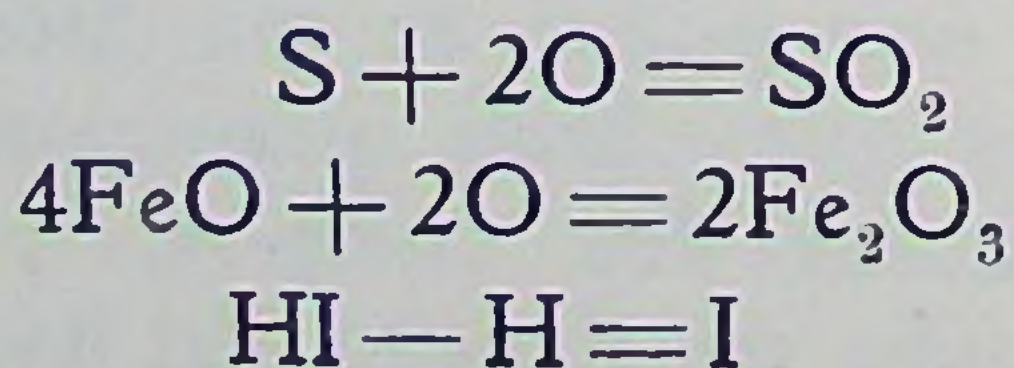 S + 2O = SO₂
4FeO + 2O = 2Fe₂O₃
HI — H = I